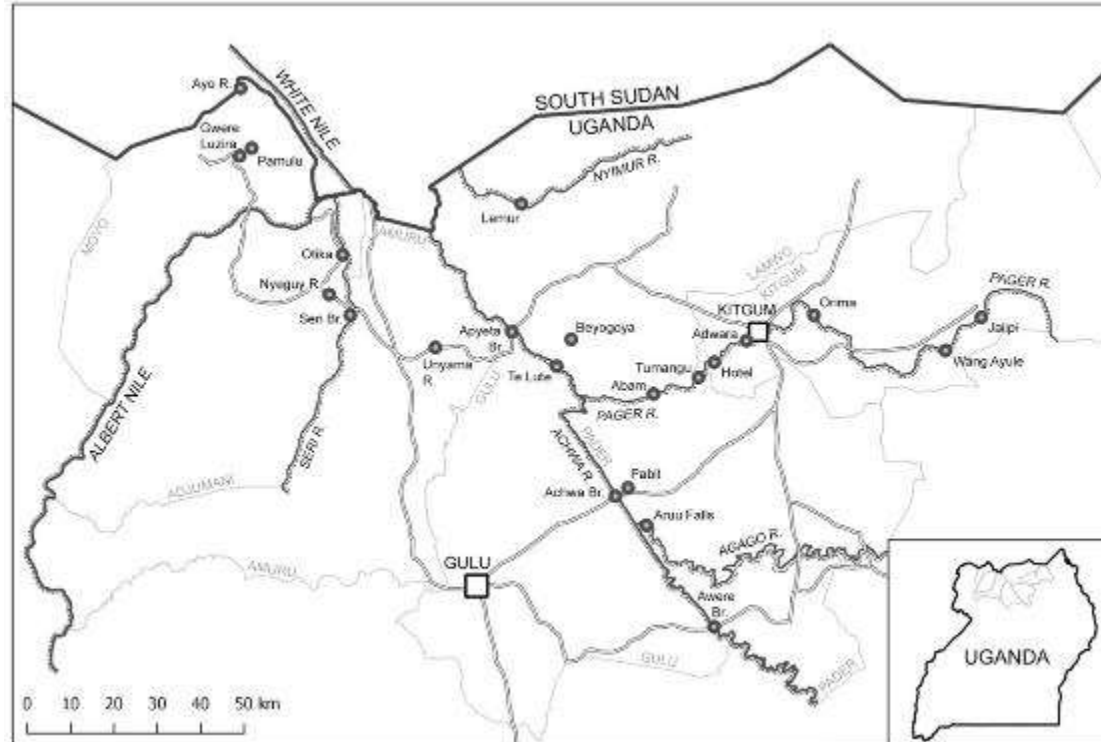 Ayo R.
WHITE NILE
SOUTH SUDAN
UGANDA
Gwere
Luzira
Pamulu
NYIMUR R.
Lamur
MOYO
AMURU
LAMWO
KITGUM
Otika
Nyaguy R.
Seri Br.
Apyeta
Br.
Beyogoya
KITGUM
Adwara
Orima
PAGER R.
Jalipi
Wang Ayule
Unyama
R.
GULU
Te Lute
Tumangu
Hotel
Abam
PAGER R.
ALBERT NILE
SERI R.
ACHWA R.
PADER
ADJUMANI
Pabit
Achwa Br.
Aruu Falls
AGAGO R.
GULU
AMURU
Awere
Br.
GULU
PADER
UGANDA
0 10 20 30 40 50 km